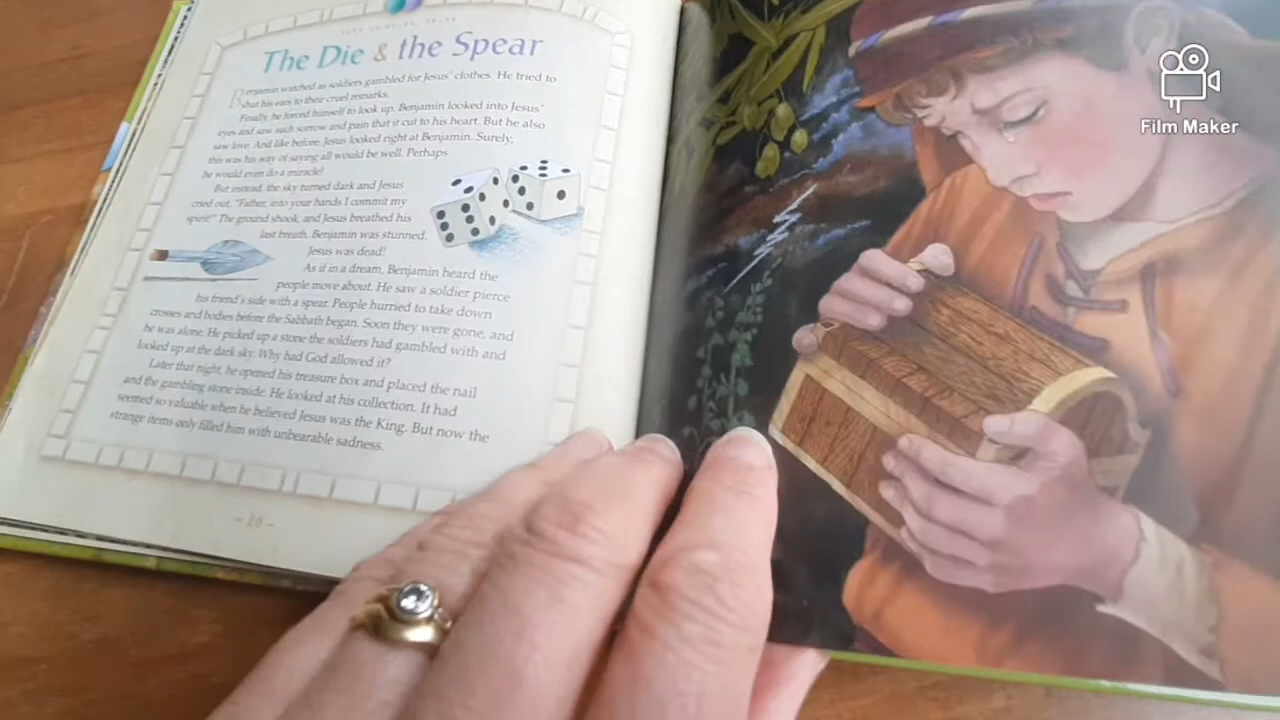 The Die & the Spear
Benjamin watched as soldiers gambled for Jesus' clothes. He tried to
shut his ears to their cruel remarks.
Finally, he forced himself to look up. Benjamin looked into Jesus'
eyes and saw such sorrow and pain that it cut to his heart. But he also
saw love. And like before, Jesus looked right at Benjamin. Surely,
this was his way of saying all would be well. Perhaps
he would even do a miracle!
But instead, the sky turned dark and Jesus
cried out, "Father, into your hands I commit my
spirit!" The ground shook, and Jesus breathed his
last breath. Benjamin was stunned.
Jesus was dead!
As if in a dream, Benjamin heard the
people move about. He saw a soldier pierce
his friend's side with a spear. People hurried to take down
crosses and bodies before the Sabbath began. Soon they were gone, and
he was alone. He picked up a stone the soldiers had gambled with and
looked up at the dark sky. Why had God allowed it?
Later that night, he opened his treasure box and placed the nail
and the gambling stone inside. He looked at his collection. It had
seemed so valuable when he believed Jesus was the King. But now the
strange items only filled him with unbearable sadness.
Film Maker